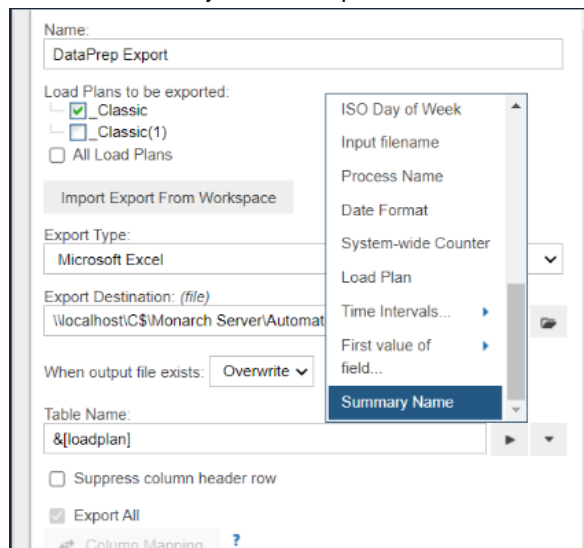 Name:
DataPrep Export
Load Plans to be exported:
_Classic
_Classic(1)
All Load Plans
Import Export From Workspace
Export Type:
Microsoft Excel
Export Destination: (file)
\\localhost\C$\Monarch Server\Automat
When output file exists: Overwrite
Table Name:
&[loadplan]
Suppress column header row
Export All
Column Mapping ?
ISO Day of Week
Input filename
Process Name
Date Format
System-wide Counter
Load Plan
Time Intervals...
First value of
field...
Summary Name